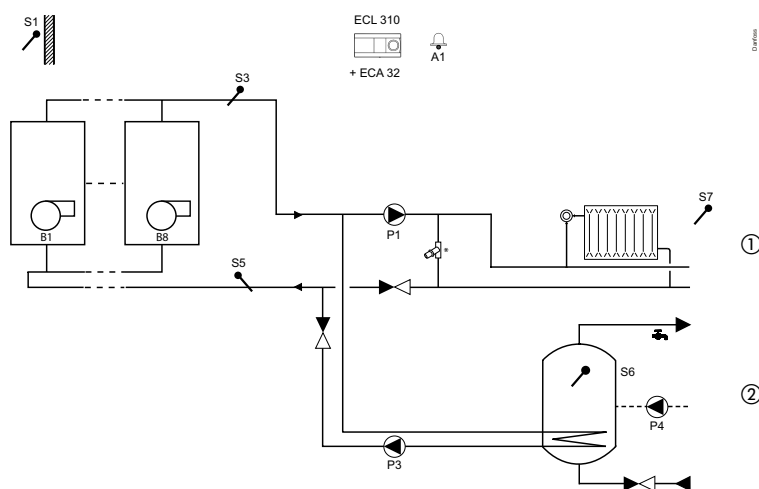 S1
ECL 310
A1
+ ECA 32
Danfoss
S3
B1
B8
S7
P1
①
S5
S6
②
P4
P3